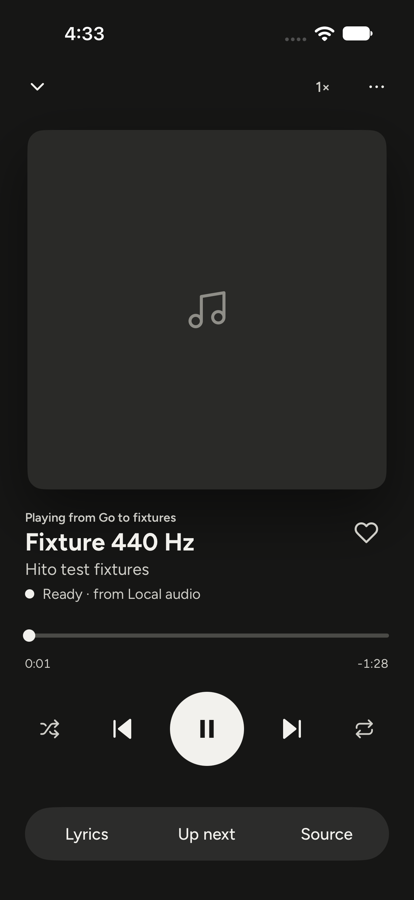 4:33
1×
Playing from Go to fixtures
Fixture 440 Hz
Hito test fixtures
Ready · from Local audio
0:01
-1:28
Lyrics
Up next
Source